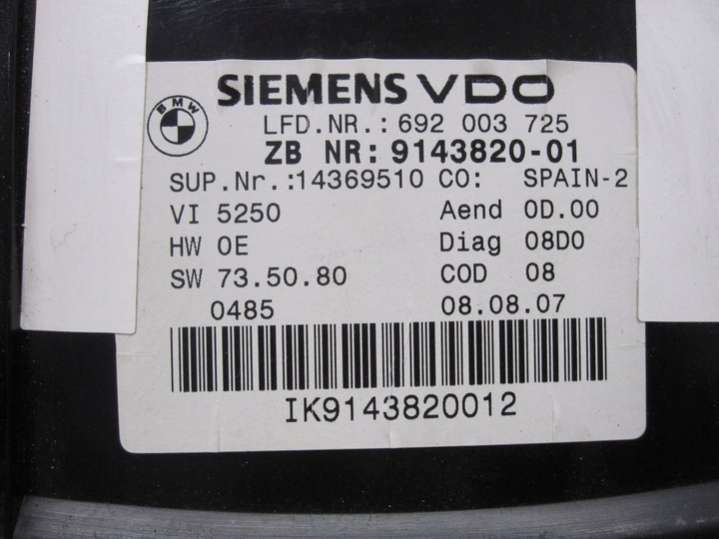 SIEMENS VDO
BMW
LFD.NR.: 692 003 725
ZB NR: 9143820-01
SUP.Nr.:14369510 CO: SPAIN-2
VI 5250 Aend 0D.00
HW 0E Diag 08D0
SW 73.50.80 COD 08
0485 08.08.07
IK9143820012